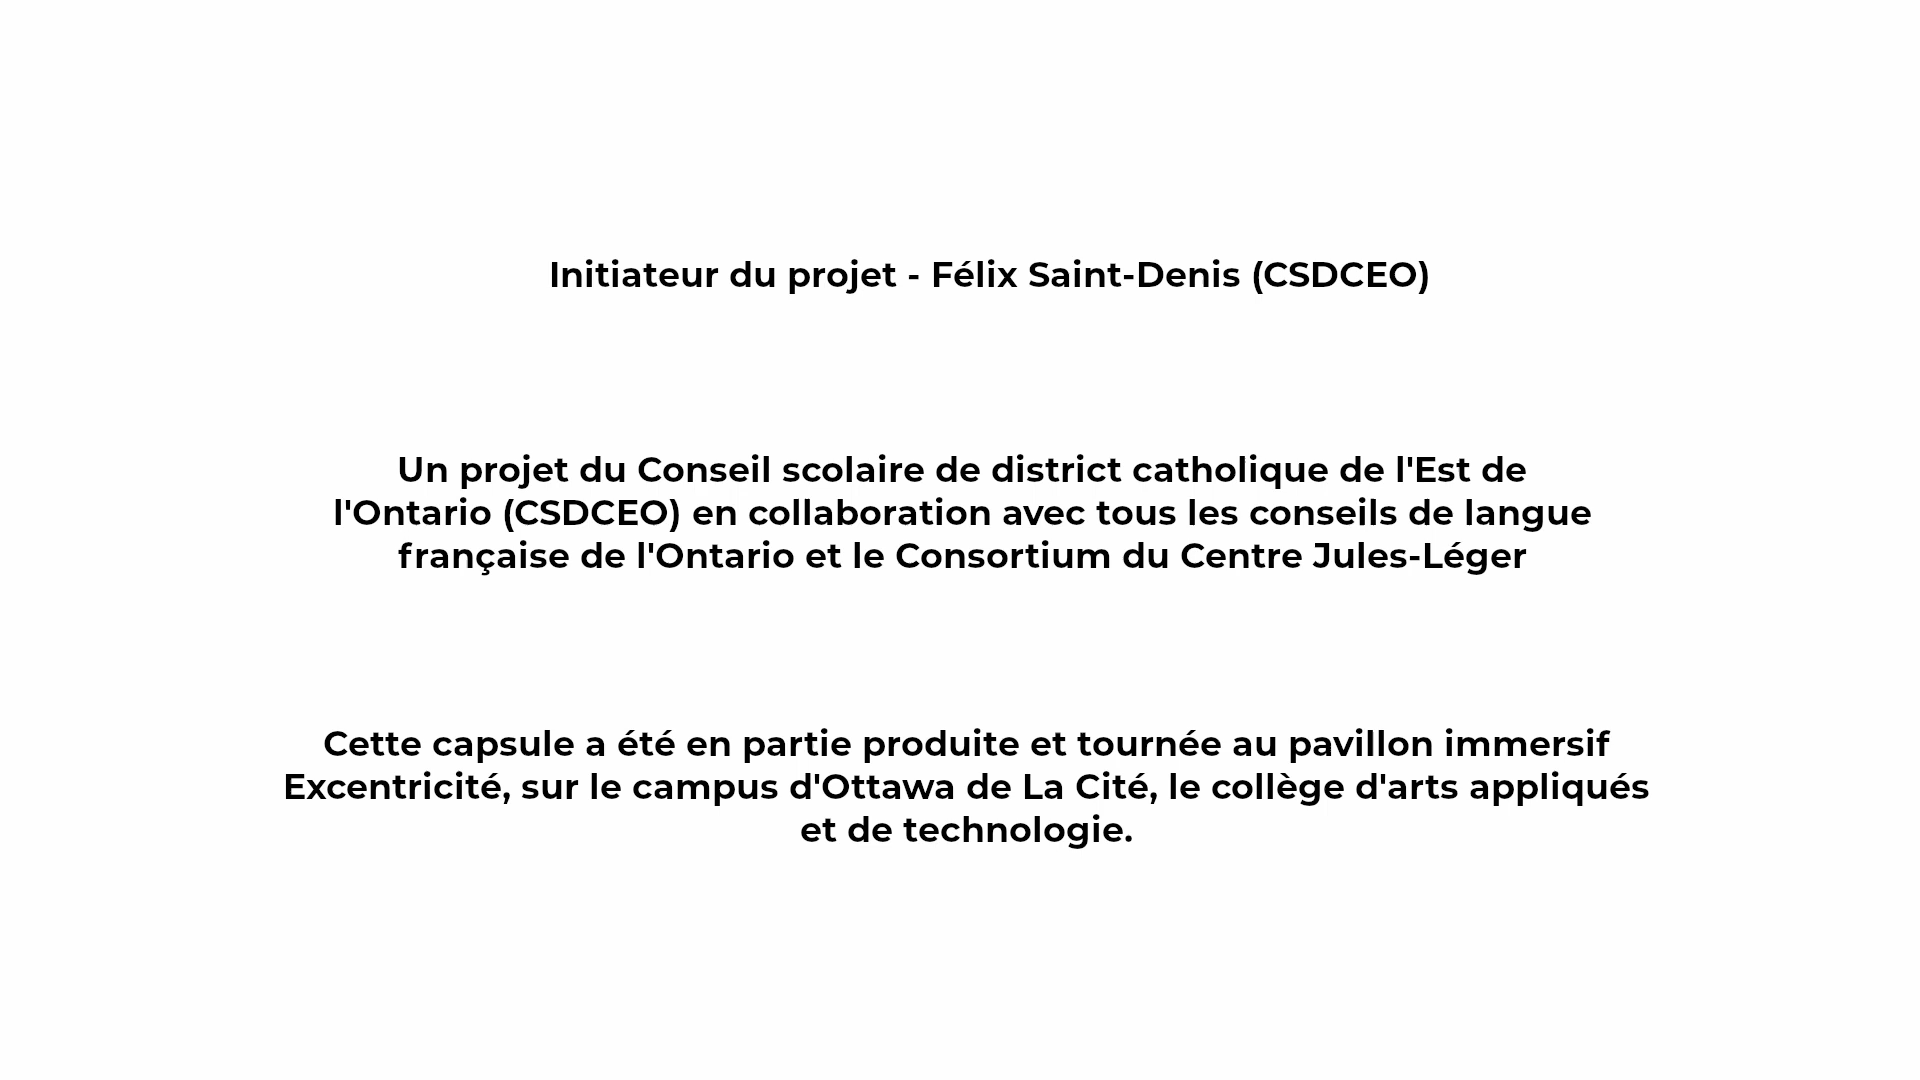 Initiateur du projet - Félix Saint-Denis (CSDCEO)
Un projet du Conseil scolaire de district catholique de l'Est de
l'Ontario (CSDCEO) en collaboration avec tous les conseils de langue
française de l'Ontario et le Consortium du Centre Jules-Léger
Cette capsule a été en partie produite et tournée au pavillon immersif
Excentricité, sur le campus d'Ottawa de La Cité, le collège d'arts appliqués
et de technologie.